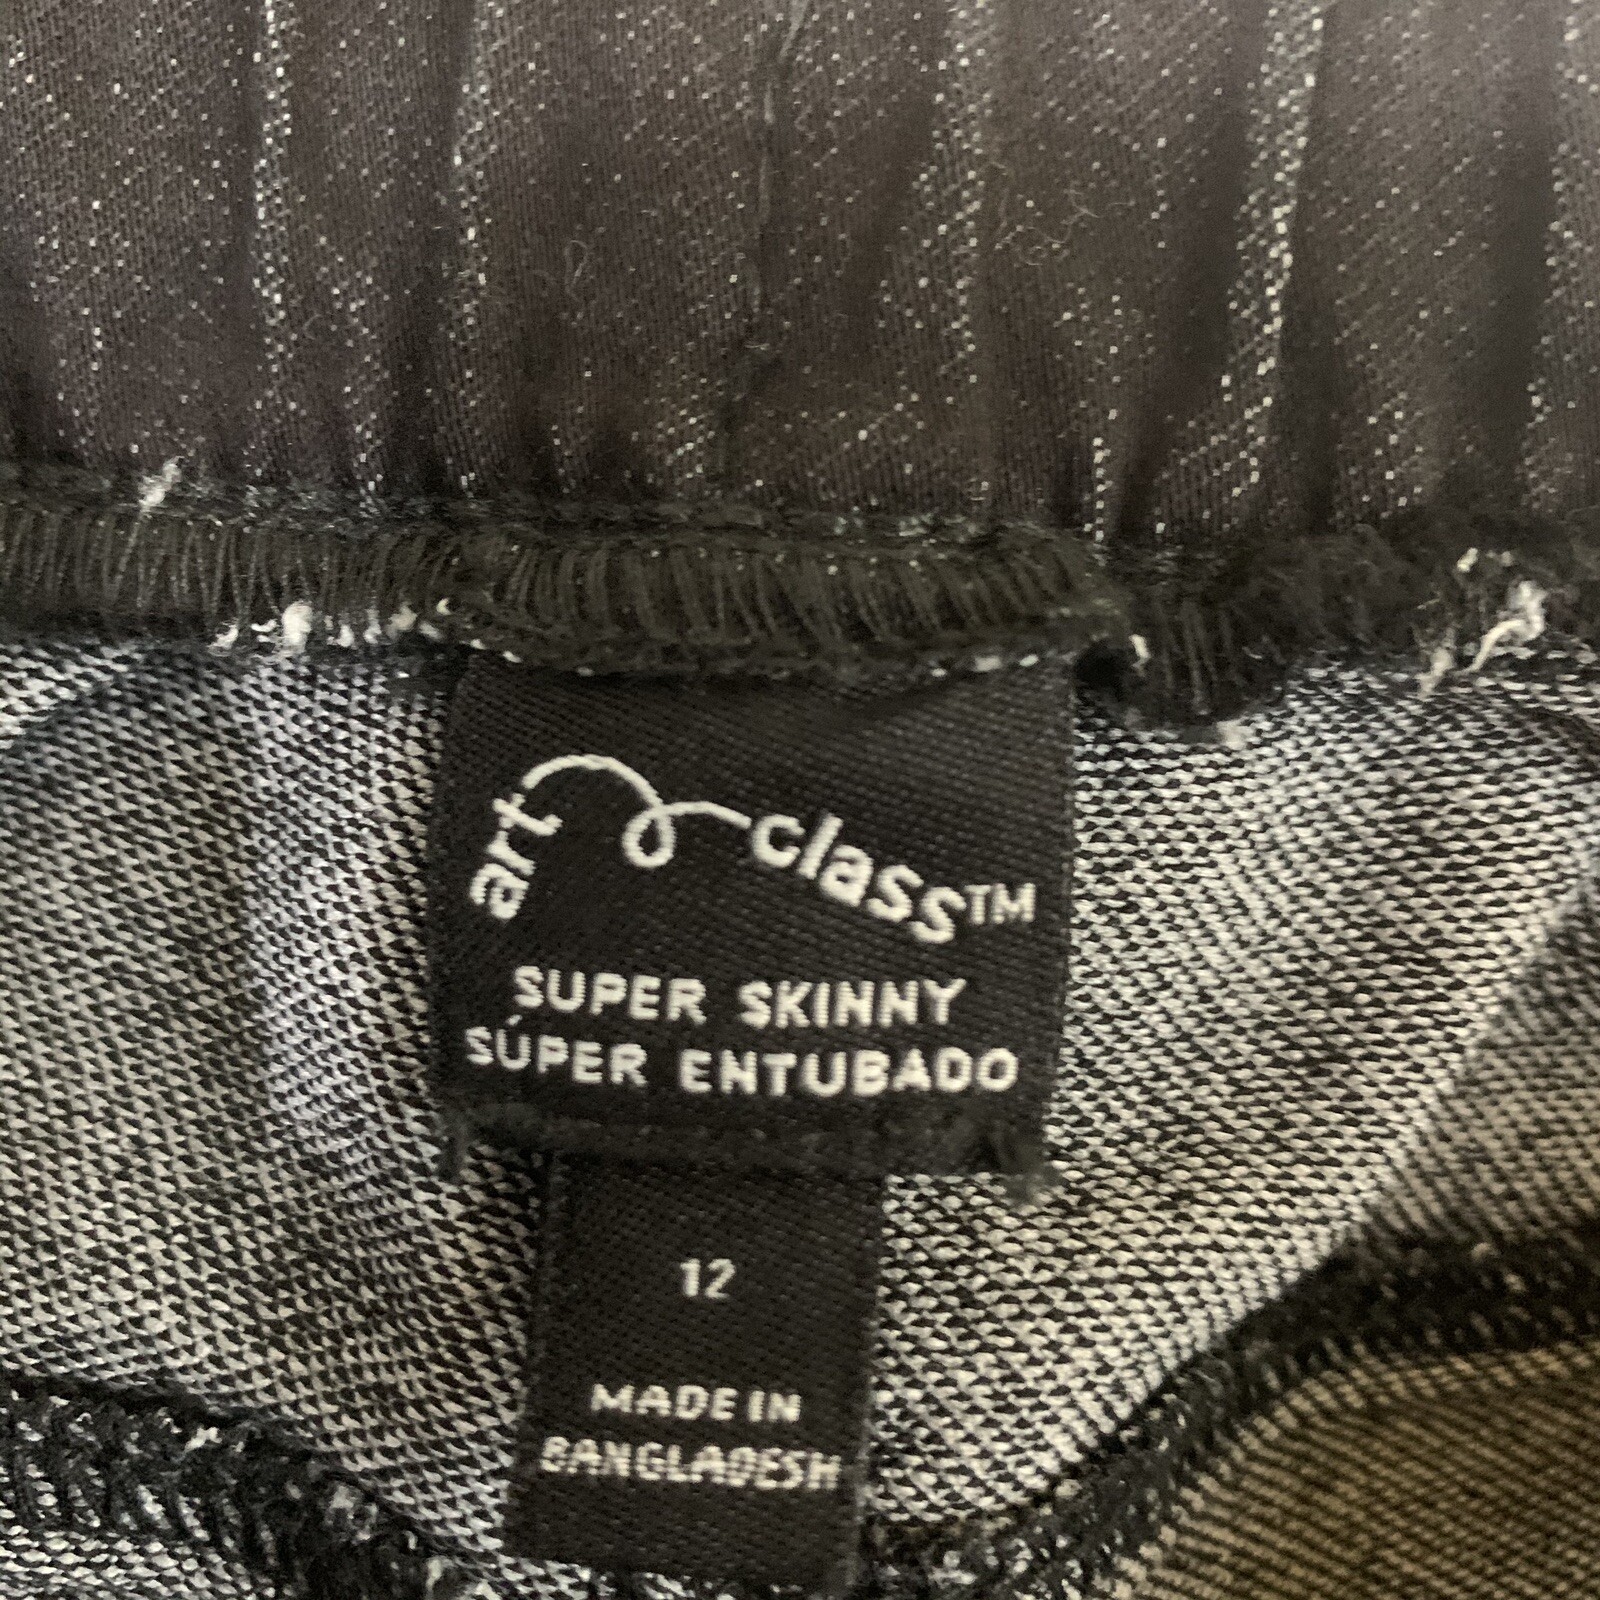 art class™
SUPER SKINNY
SÚPER ENTUBADO
12
MADE IN
BANGLADESH